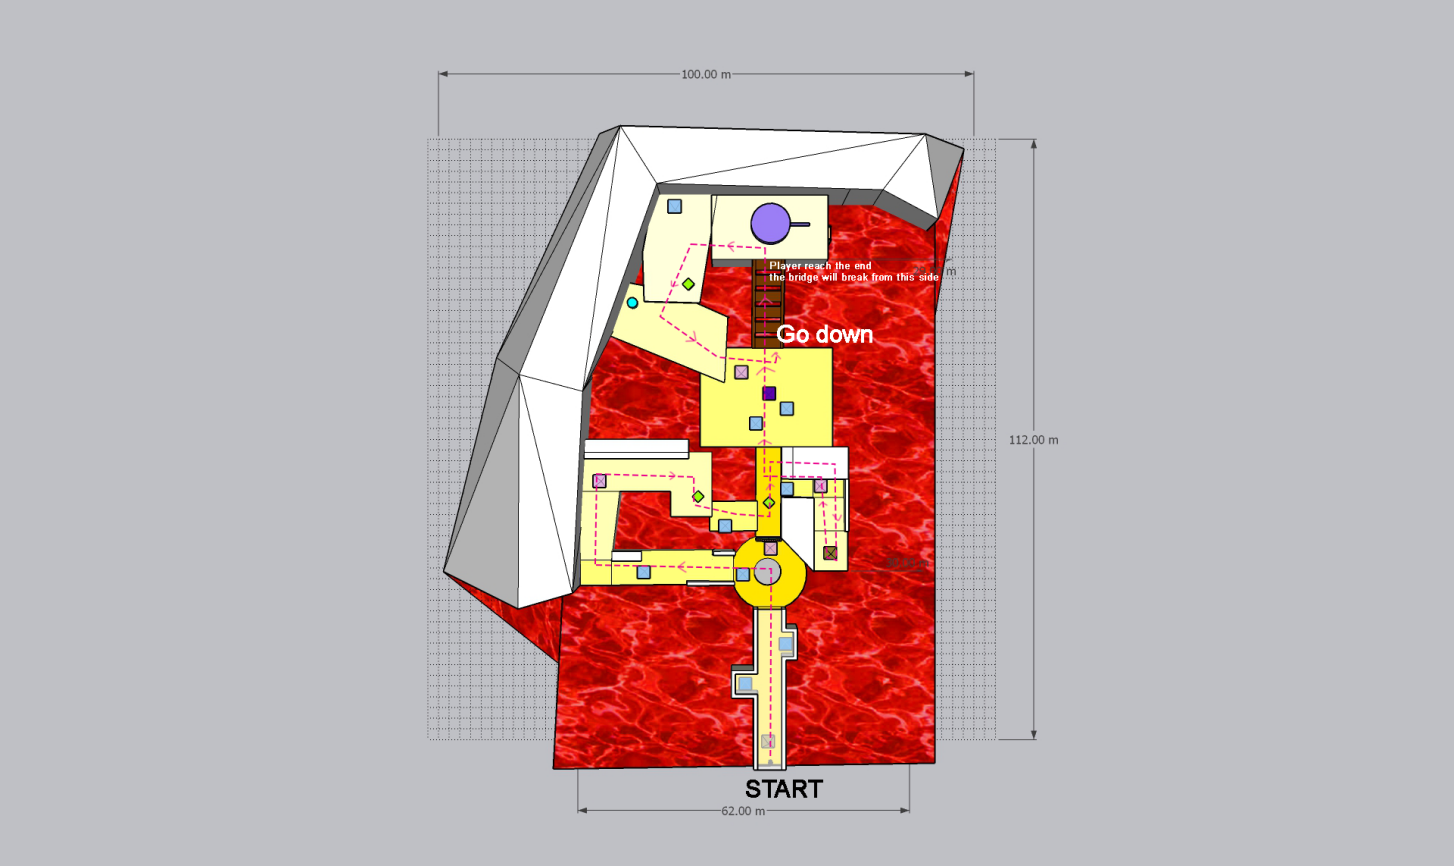 100.00 m
Player reach the end
the bridge will break from this side
m
Go down
112.00 m
START
62.00 m